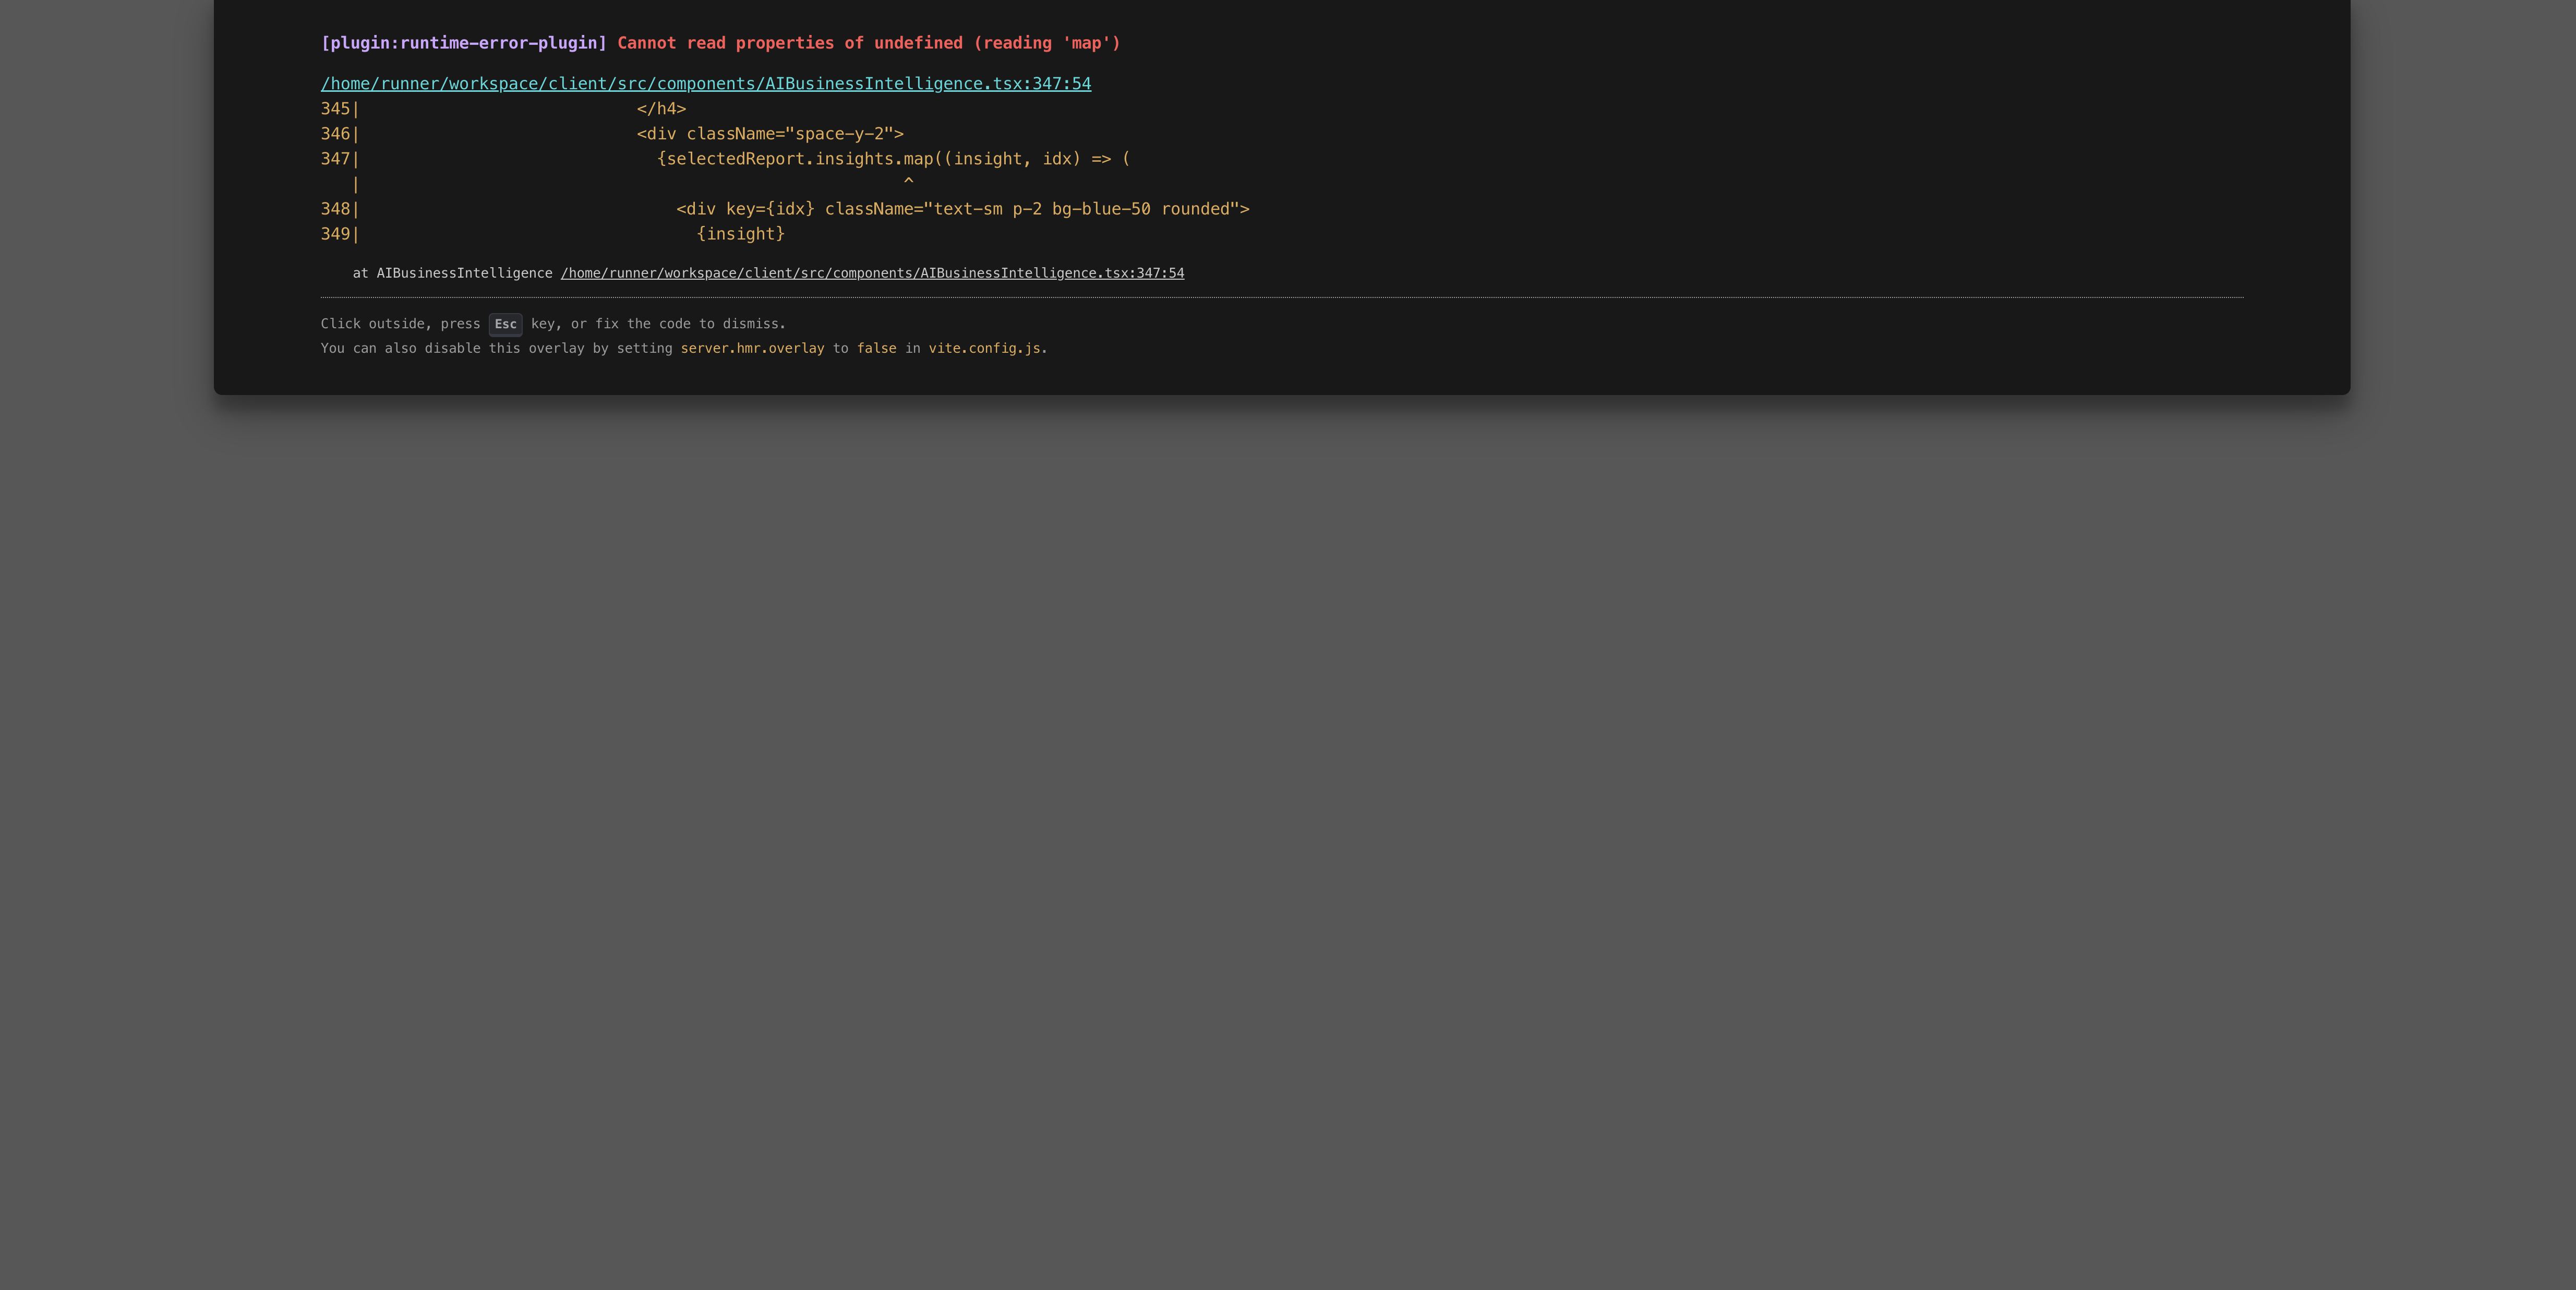 [plugin:runtime-error-plugin] Cannot read properties of undefined (reading 'map')
/home/runner/workspace/client/src/components/AIBusinessIntelligence.tsx:347:54
345|                            </h4>
346|                            <div className="space-y-2">
347|                              {selectedReport.insights.map((insight, idx) => (
   |                                                       ^
348|                                <div key={idx} className="text-sm p-2 bg-blue-50 rounded">
349|                                  {insight}
at AIBusinessIntelligence /home/runner/workspace/client/src/components/AIBusinessIntelligence.tsx:347:54
Click outside, press Esc key, or fix the code to dismiss.
You can also disable this overlay by setting server.hmr.overlay to false in vite.config.js.